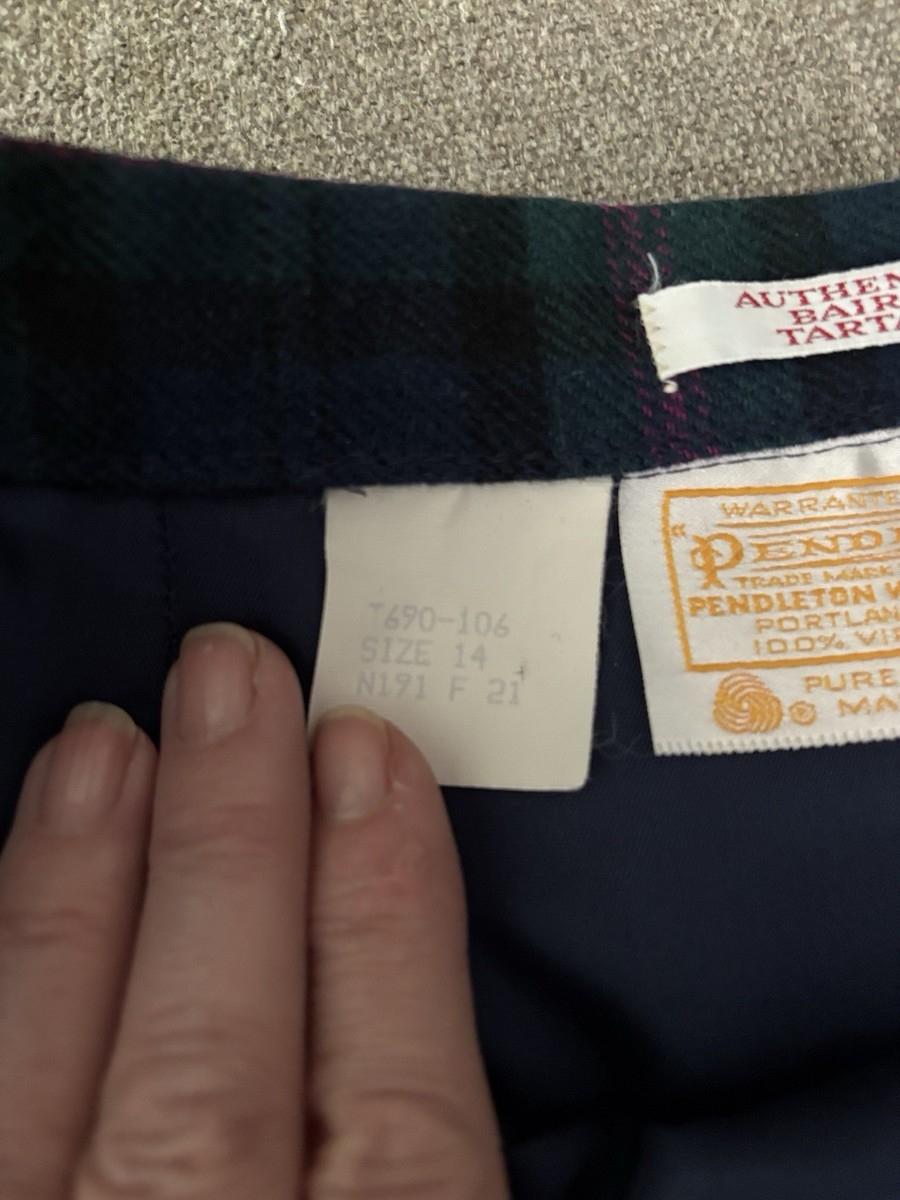 AUTHEN
BAIR
TARTA
T690-106
SIZE 14
N191 F 21
WARRANTE
"PENDL
TRADE MARK
PENDLETON W
PORTLAN
100% VIR
PURE
MA